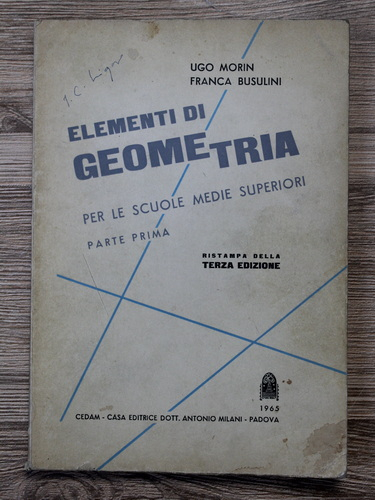 UGO MORIN
FRANCA BUSULINI
ELEMENTI DI
GEOMETRIA
PER LE SCUOLE MEDIE SUPERIORI
PARTE PRIMA
RISTAMPA DELLA
TERZA EDIZIONE
1965
CEDAM - CASA EDITRICE DOTT. ANTONIO MILANI - PADOVA